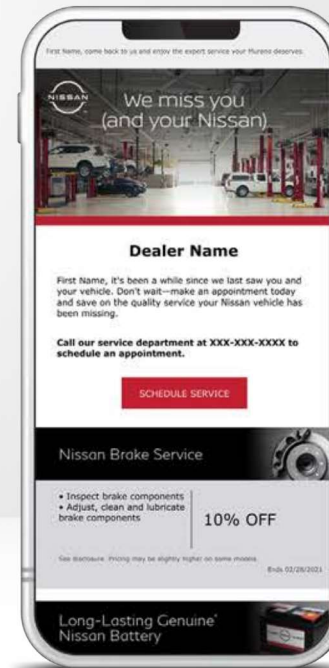 First Name, come back to us and enjoy the expert service your Murano deserves.
NISSAN
We miss you
(and your Nissan)
Dealer Name
First Name, it's been a while since we last saw you and
your vehicle. Don't wait—make an appointment today
and save on the quality service your Nissan vehicle has
been missing.
Call our service department at XXX-XXX-XXXX to
schedule an appointment.
SCHEDULE SERVICE
Nissan Brake Service
• Inspect brake components
• Adjust, clean and lubricate
brake components
10% OFF
See disclosure. Pricing may be slightly higher on some models.
Ends 02/28/2021
Long-Lasting Genuine*
Nissan Battery